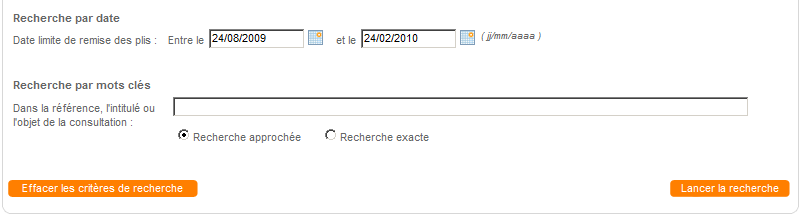 Recherche par date
Date limite de remise des plis : Entre le 24/08/2009 et le 24/02/2010 ( jj/mm/aaaa )
Recherche par mots clés
Dans la référence, l'intitulé ou
l'objet de la consultation :
Recherche approchée Recherche exacte
Effacer les critères de recherche Lancer la recherche